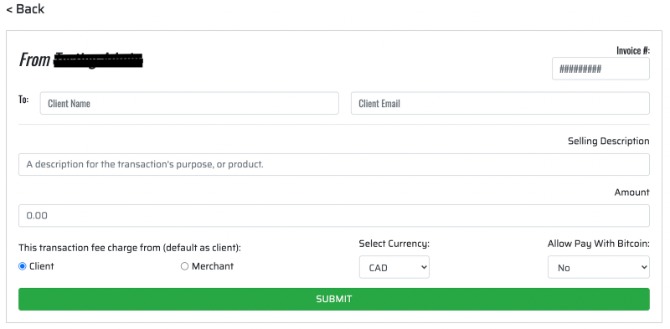 < Back
From
Invoice #:
#########
To:
Client Name
Client Email
Selling Description
A description for the transaction's purpose, or product.
Amount
0.00
This transaction fee charge from (default as client):
Select Currency:
Allow Pay With Bitcoin:
Client
Merchant
CAD
No
SUBMIT